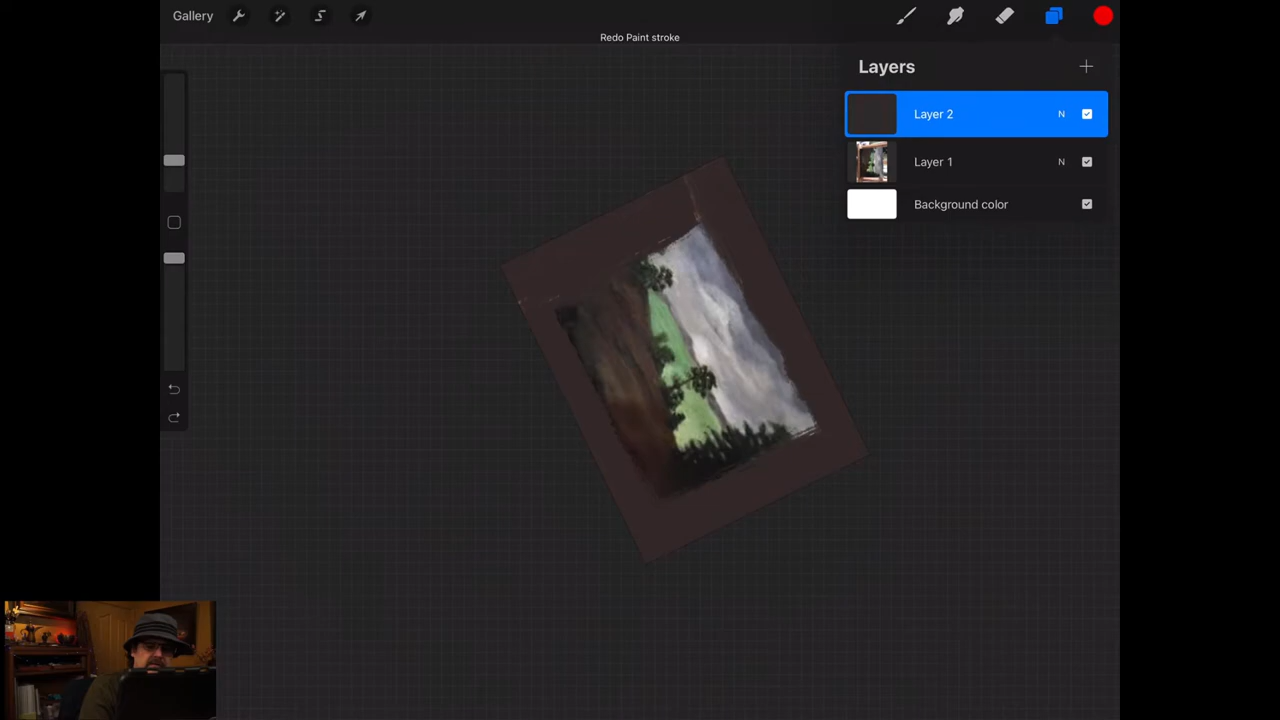 Gallery
Redo Paint stroke
Layers
Layer 2 N
Layer 1 N
Background color